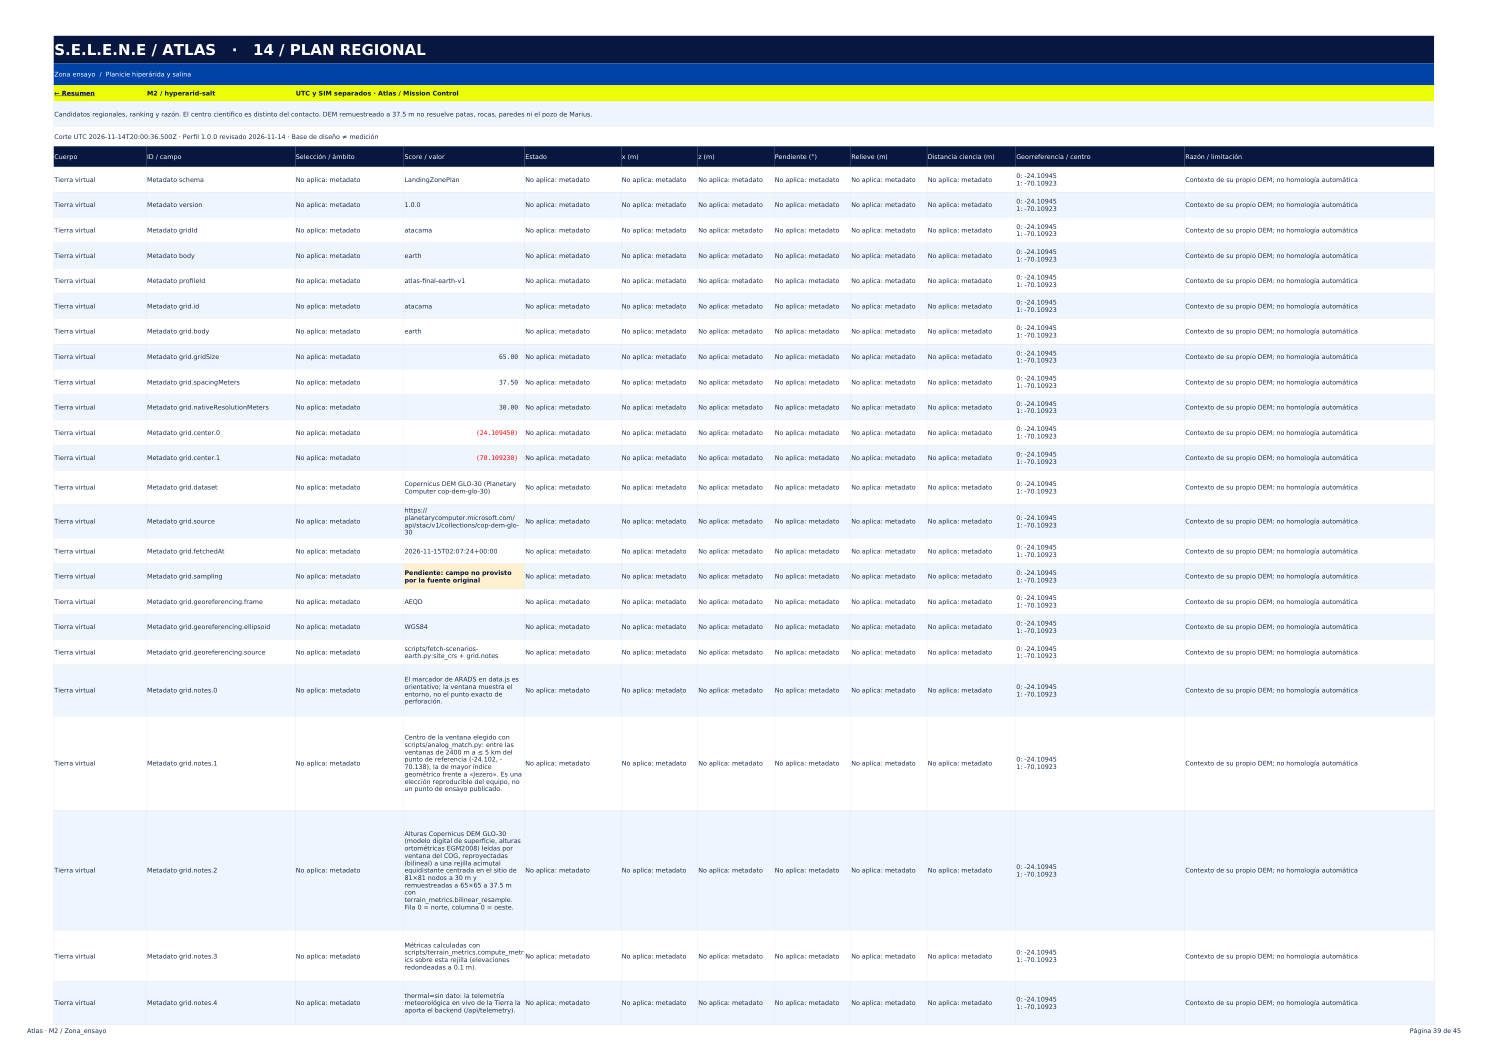 S.E.L.E.N.E / ATLAS · 14 / PLAN REGIONAL
Zona ensayo / Planicie hiperárida y salina
← Resumen M2 / hyperarid-salt UTC y SIM separados · Atlas / Mission Control
Candidatos regionales, ranking y razón. El centro científico es distinto del contacto. DEM remuestreado a 37.5 m no resuelve patas, rocas, paredes ni el pozo de Marius.
Corte UTC 2026-11-14T20:00:36.500Z · Perfil 1.0.0 revisado 2026-11-14 · Base de diseño ≠ medición
Cuerpo ID / campo Selección / ámbito Score / valor Estado x (m) z (m) Pendiente (°) Relieve (m) Distancia ciencia (m) Georreferencia / centro Razón / limitación
Tierra virtual Metadato schema No aplica: metadato LandingZonePlan No aplica: metadato No aplica: metadato No aplica: metadato No aplica: metadato No aplica: metadato No aplica: metadato 0: -24.10945 Contexto de su propio DEM; no homología automática
1: -70.10923
Tierra virtual Metadato version No aplica: metadato 1.0.0 No aplica: metadato No aplica: metadato No aplica: metadato No aplica: metadato No aplica: metadato No aplica: metadato 0: -24.10945 Contexto de su propio DEM; no homología automática
1: -70.10923
Tierra virtual Metadato gridId No aplica: metadato atacama No aplica: metadato No aplica: metadato No aplica: metadato No aplica: metadato No aplica: metadato No aplica: metadato 0: -24.10945 Contexto de su propio DEM; no homología automática
1: -70.10923
Tierra virtual Metadato body No aplica: metadato earth No aplica: metadato No aplica: metadato No aplica: metadato No aplica: metadato No aplica: metadato No aplica: metadato 0: -24.10945 Contexto de su propio DEM; no homología automática
1: -70.10923
Tierra virtual Metadato profileId No aplica: metadato atlas-final-earth-v1 No aplica: metadato No aplica: metadato No aplica: metadato No aplica: metadato No aplica: metadato No aplica: metadato 0: -24.10945 Contexto de su propio DEM; no homología automática
1: -70.10923
Tierra virtual Metadato grid.id No aplica: metadato atacama No aplica: metadato No aplica: metadato No aplica: metadato No aplica: metadato No aplica: metadato No aplica: metadato 0: -24.10945 Contexto de su propio DEM; no homología automática
1: -70.10923
Tierra virtual Metadato grid.body No aplica: metadato earth No aplica: metadato No aplica: metadato No aplica: metadato No aplica: metadato No aplica: metadato No aplica: metadato 0: -24.10945 Contexto de su propio DEM; no homología automática
1: -70.10923
Tierra virtual Metadato grid.gridSize No aplica: metadato 65.00 No aplica: metadato No aplica: metadato No aplica: metadato No aplica: metadato No aplica: metadato No aplica: metadato 0: -24.10945 Contexto de su propio DEM; no homología automática
1: -70.10923
Tierra virtual Metadato grid.spacingMeters No aplica: metadato 37.50 No aplica: metadato No aplica: metadato No aplica: metadato No aplica: metadato No aplica: metadato No aplica: metadato 0: -24.10945 Contexto de su propio DEM; no homología automática
1: -70.10923
Tierra virtual Metadato grid.nativeResolutionMeters No aplica: metadato 30.00 No aplica: metadato No aplica: metadato No aplica: metadato No aplica: metadato No aplica: metadato No aplica: metadato 0: -24.10945 Contexto de su propio DEM; no homología automática
1: -70.10923
Tierra virtual Metadato grid.center.0 No aplica: metadato (24.109450) No aplica: metadato No aplica: metadato No aplica: metadato No aplica: metadato No aplica: metadato No aplica: metadato 0: -24.10945 Contexto de su propio DEM; no homología automática
1: -70.10923
Tierra virtual Metadato grid.center.1 No aplica: metadato (70.109230) No aplica: metadato No aplica: metadato No aplica: metadato No aplica: metadato No aplica: metadato No aplica: metadato 0: -24.10945 Contexto de su propio DEM; no homología automática
1: -70.10923
Tierra virtual Metadato grid.dataset No aplica: metadato Copernicus DEM GLO-30 (Planetary No aplica: metadato No aplica: metadato No aplica: metadato No aplica: metadato No aplica: metadato No aplica: metadato 0: -24.10945 Contexto de su propio DEM; no homología automática
Computer cop-dem-glo-30) 1: -70.10923
https://
Tierra virtual Metadato grid.source No aplica: metadato planetarycomputer.microsoft.com/ No aplica: metadato No aplica: metadato No aplica: metadato No aplica: metadato No aplica: metadato No aplica: metadato 0: -24.10945 Contexto de su propio DEM; no homología automática
api/stac/v1/collections/cop-dem-glo- 1: -70.10923
30
Tierra virtual Metadato grid.fetchedAt No aplica: metadato 2026-11-15T02:07:24+00:00 No aplica: metadato No aplica: metadato No aplica: metadato No aplica: metadato No aplica: metadato No aplica: metadato 0: -24.10945 Contexto de su propio DEM; no homología automática
1: -70.10923
Tierra virtual Metadato grid.sampling No aplica: metadato Pendiente: campo no provisto No aplica: metadato No aplica: metadato No aplica: metadato No aplica: metadato No aplica: metadato No aplica: metadato 0: -24.10945 Contexto de su propio DEM; no homología automática
por la fuente original 1: -70.10923
Tierra virtual Metadato grid.georeferencing.frame No aplica: metadato AEQD No aplica: metadato No aplica: metadato No aplica: metadato No aplica: metadato No aplica: metadato No aplica: metadato 0: -24.10945 Contexto de su propio DEM; no homología automática
1: -70.10923
Tierra virtual Metadato grid.georeferencing.ellipsoid No aplica: metadato WGS84 No aplica: metadato No aplica: metadato No aplica: metadato No aplica: metadato No aplica: metadato No aplica: metadato 0: -24.10945 Contexto de su propio DEM; no homología automática
1: -70.10923
Tierra virtual Metadato grid.georeferencing.source No aplica: metadato scripts/fetch-scenarios- No aplica: metadato No aplica: metadato No aplica: metadato No aplica: metadato No aplica: metadato No aplica: metadato 0: -24.10945 Contexto de su propio DEM; no homología automática
earth.py:site_crs + grid.notes 1: -70.10923
Tierra virtual Metadato grid.notes.0 No aplica: metadato El marcador de ARADS en data.js es No aplica: metadato No aplica: metadato No aplica: metadato No aplica: metadato No aplica: metadato No aplica: metadato 0: -24.10945 Contexto de su propio DEM; no homología automática
orientativo; la ventana muestra el 1: -70.10923
entorno, no el punto exacto de
perforación.
Tierra virtual Metadato grid.notes.1 No aplica: metadato Centro de la ventana elegido con No aplica: metadato No aplica: metadato No aplica: metadato No aplica: metadato No aplica: metadato No aplica: metadato 0: -24.10945 Contexto de su propio DEM; no homología automática
scripts/analog_match.py: entre las 1: -70.10923
ventanas de 2400 m a ≤ 5 km del
punto de referencia (-24.102, -
70.138), la de mayor índice
geométrico frente a «Jezero». Es una
elección reproducible del equipo, no
un punto de ensayo publicado.
Tierra virtual Metadato grid.notes.2 No aplica: metadato Alturas Copernicus DEM GLO-30 No aplica: metadato No aplica: metadato No aplica: metadato No aplica: metadato No aplica: metadato No aplica: metadato 0: -24.10945 Contexto de su propio DEM; no homología automática
(modelo digital de superficie, alturas 1: -70.10923
ortométricas EGM2008) leídas por
ventana del COG, reproyectadas
(bilineal) a una rejilla acimutal
equidistante centrada en el sitio de
81×81 nodos a 30 m y
remuestreadas a 65×65 a 37.5 m
con
terrain_metrics.bilinear_resample.
Fila 0 = norte, columna 0 = oeste.
Tierra virtual Metadato grid.notes.3 No aplica: metadato Métricas calculadas con No aplica: metadato No aplica: metadato No aplica: metadato No aplica: metadato No aplica: metadato No aplica: metadato 0: -24.10945 Contexto de su propio DEM; no homología automática
scripts/terrain_metrics.compute_metr 1: -70.10923
ics sobre esta rejilla (elevaciones
redondeadas a 0.1 m).
Tierra virtual Metadato grid.notes.4 No aplica: metadato thermal=sin dato: la telemetría No aplica: metadato No aplica: metadato No aplica: metadato No aplica: metadato No aplica: metadato No aplica: metadato 0: -24.10945 Contexto de su propio DEM; no homología automática
meteorológica en vivo de la Tierra la 1: -70.10923
aporta el backend (/api/telemetry).
Atlas · M2 / Zona_ensayo Página 39 de 45